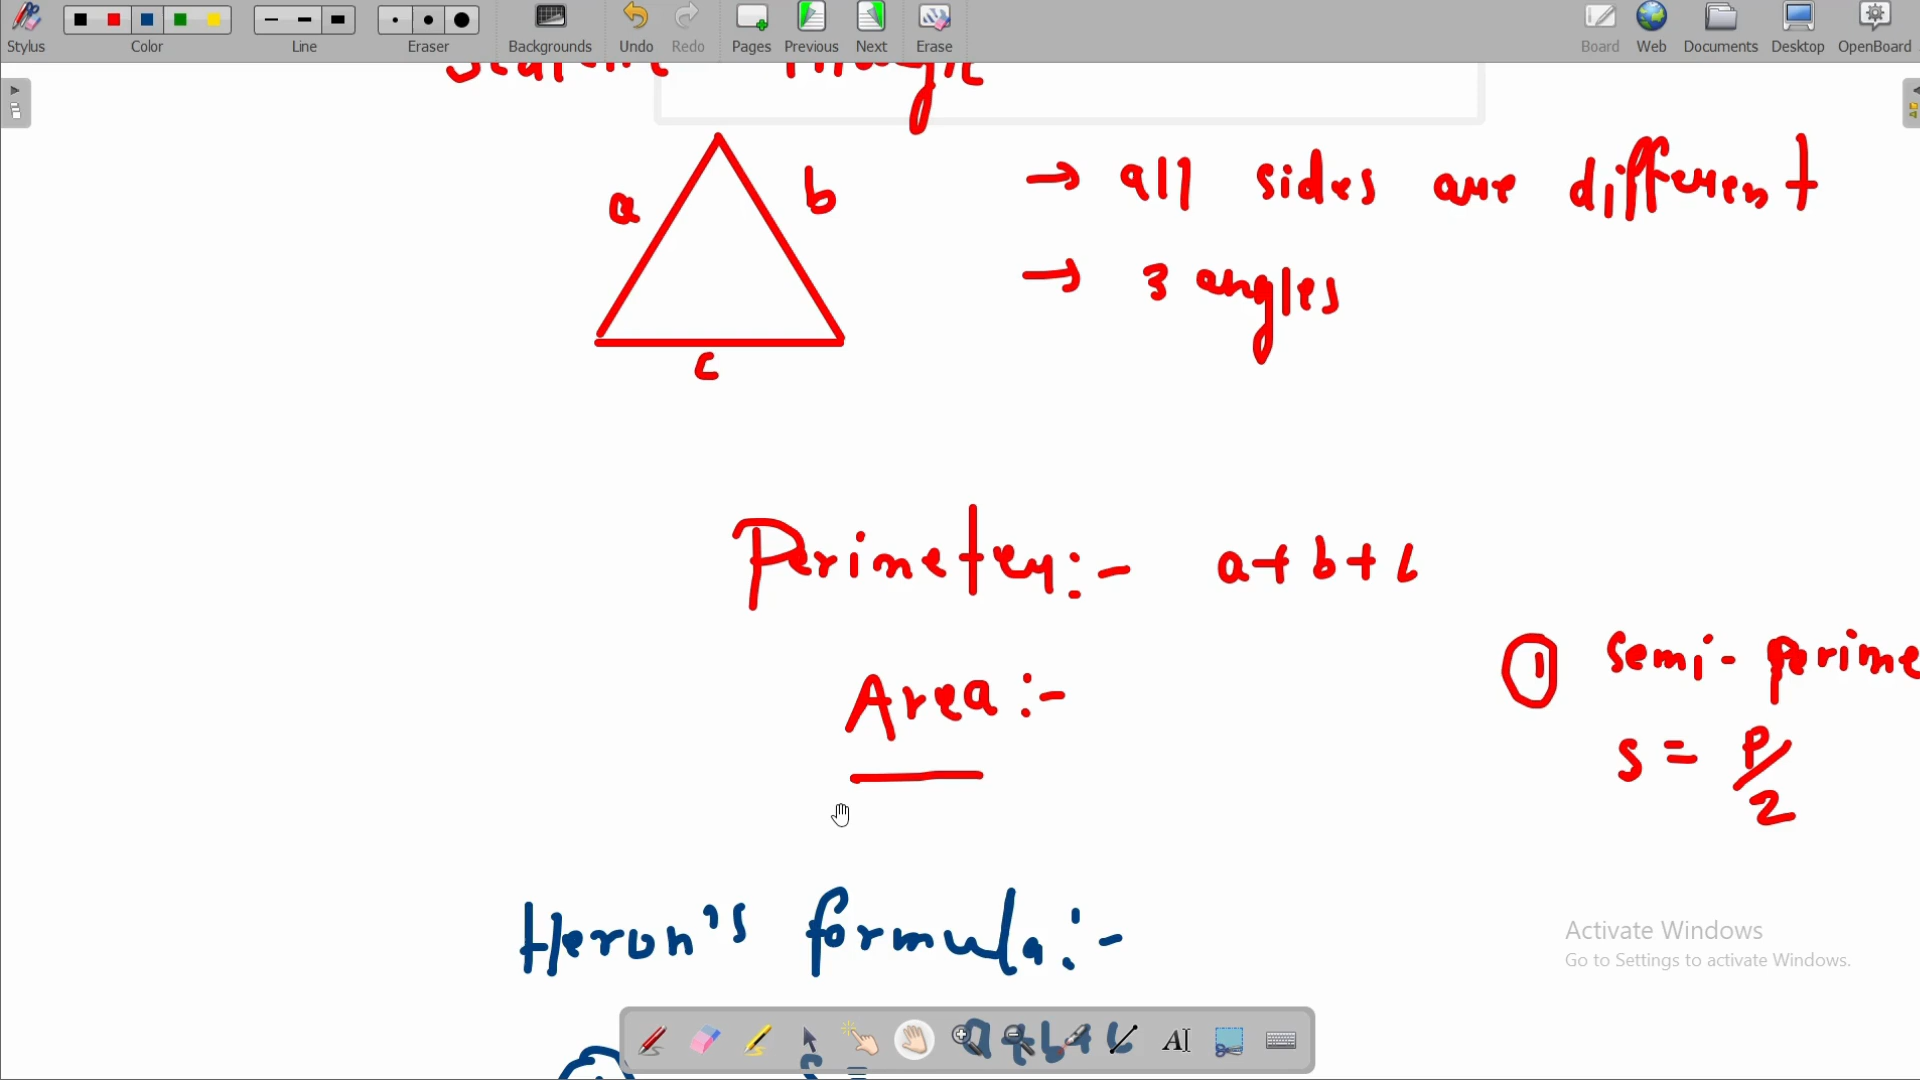 Stylus Color Line Eraser Backgrounds Undo Redo Pages Previous Next Erase Board Web Documents Desktop OpenBoard
a
b
c
→ all sides are different
→ 3 angles
Perimeter:- a+b+c
Area:-
1 semi-perime
s = P/2
Heron's formula:-
a+b+c
s =
Activate Windows
Go to Settings to activate Windows.